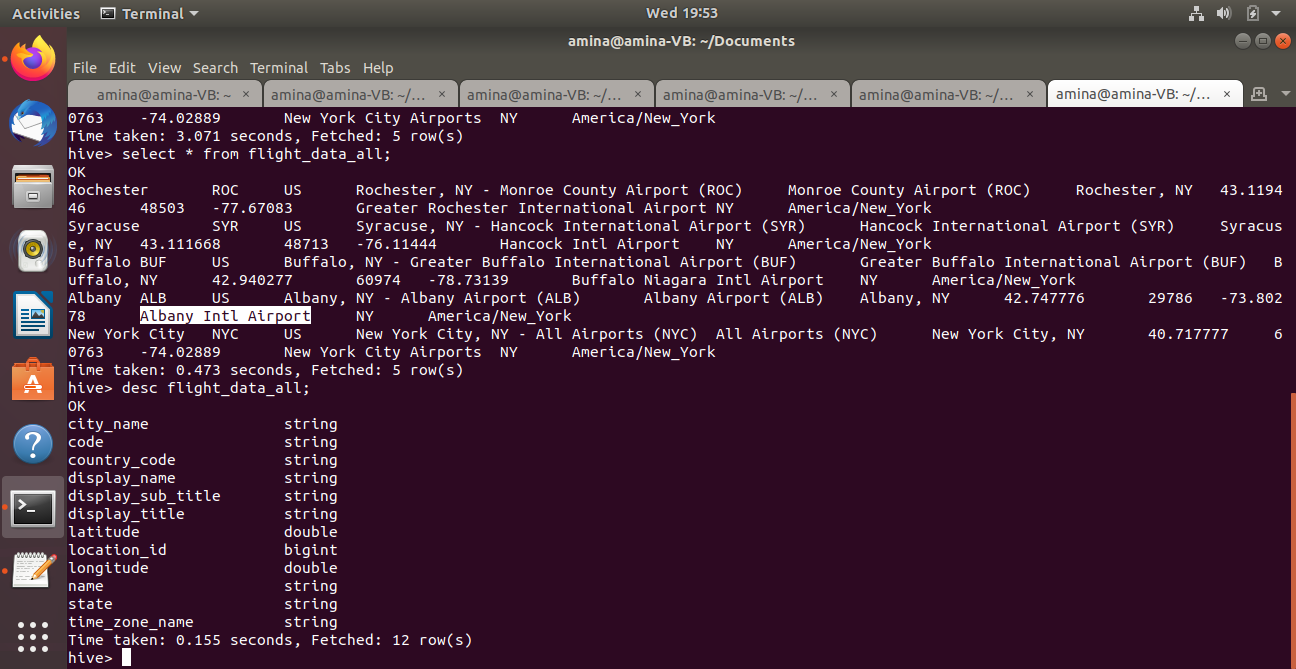 Activities Terminal Wed 19:53
amina@amina-VB: ~/Documents
File Edit View Search Terminal Tabs Help
amina@amina-VB: ~ × amina@amina-VB: ~/... × amina@amina-VB: ~/... × amina@amina-VB: ~/... × amina@amina-VB: ~/... × amina@amina-VB: ~/... ×
0763 -74.02889 New York City Airports NY America/New_York
Time taken: 3.071 seconds, Fetched: 5 row(s)
hive> select * from flight_data_all;
OK
Rochester ROC US Rochester, NY - Monroe County Airport (ROC) Monroe County Airport (ROC) Rochester, NY 43.1194
46 48503 -77.67083 Greater Rochester International Airport NY America/New_York
Syracuse SYR US Syracuse, NY - Hancock International Airport (SYR) Hancock International Airport (SYR) Syracus
e, NY 43.111668 48713 -76.11444 Hancock Intl Airport NY America/New_York
Buffalo BUF US Buffalo, NY - Greater Buffalo International Airport (BUF) Greater Buffalo International Airport (BUF) B
uffalo, NY 42.940277 60974 -78.73139 Buffalo Niagara Intl Airport NY America/New_York
Albany ALB US Albany, NY - Albany Airport (ALB) Albany Airport (ALB) Albany, NY 42.747776 29786 -73.802
78 Albany Intl Airport NY America/New_York
New York City NYC US New York City, NY - All Airports (NYC) All Airports (NYC) New York City, NY 40.717777 6
0763 -74.02889 New York City Airports NY America/New_York
Time taken: 0.473 seconds, Fetched: 5 row(s)
hive> desc flight_data_all;
OK
city_name string
code string
country_code string
display_name string
display_sub_title string
display_title string
latitude double
location_id bigint
longitude double
name string
state string
time_zone_name string
Time taken: 0.155 seconds, Fetched: 12 row(s)
hive>